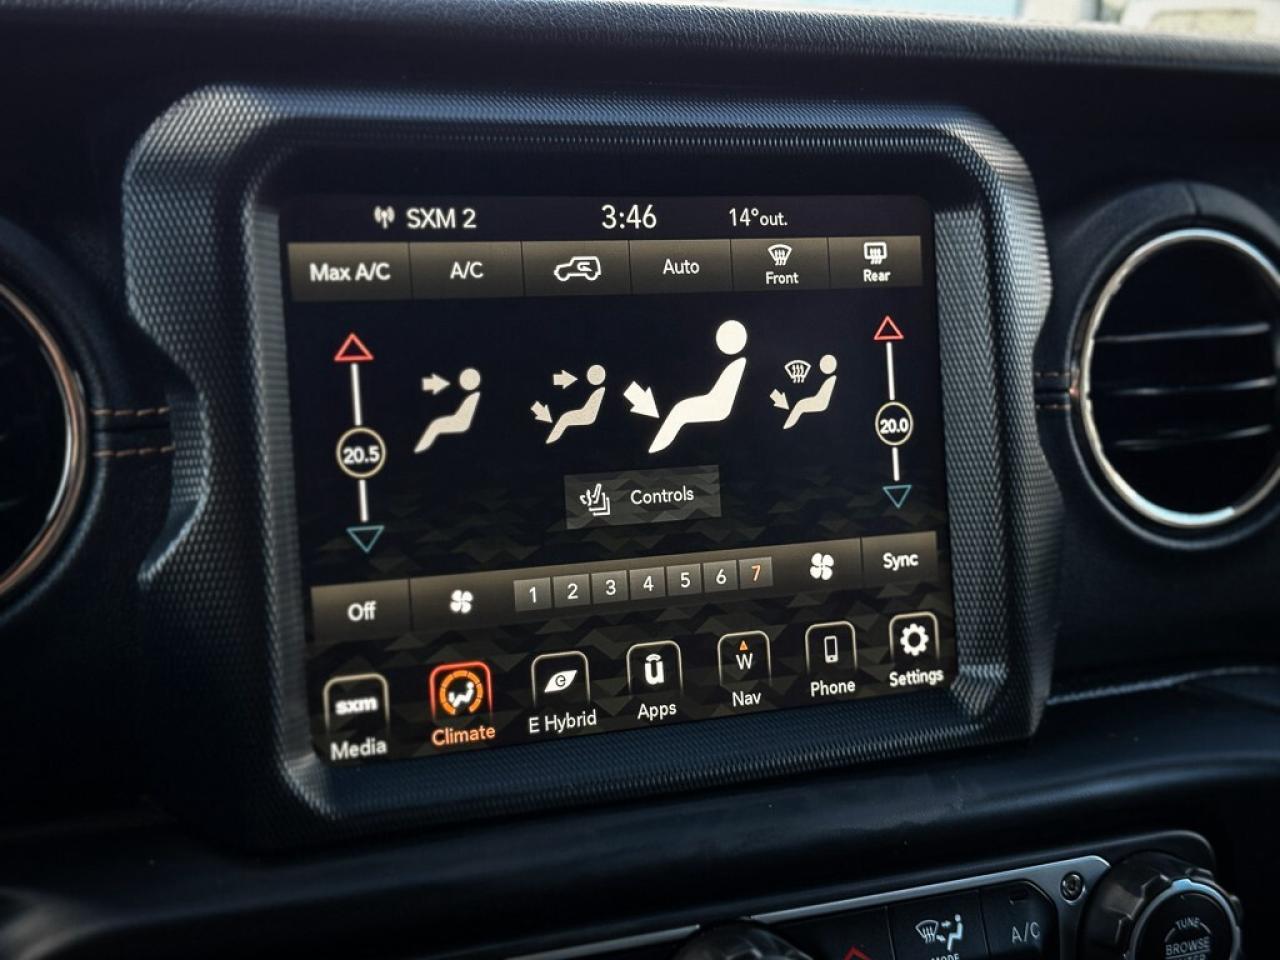 SXM 2 3:46 14°out.
Max A/C A/C Auto Front Rear
20.5 20.0
Controls
Off 1 2 3 4 5 6 7 Sync
sxm e ū W
Media Climate E Hybrid Apps Nav Phone Settings
MODE A/C
TUNE
BROWSE